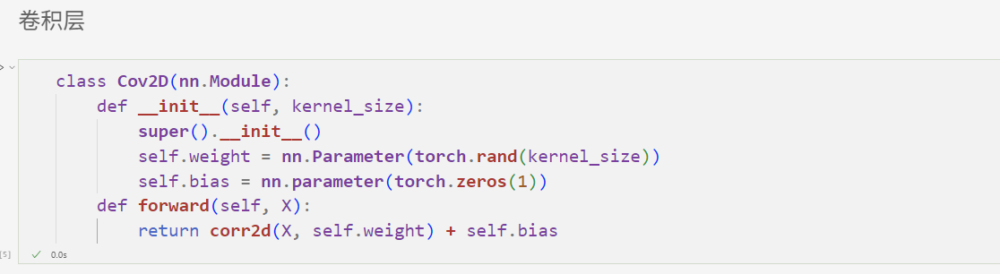 卷积层
class Cov2D(nn.Module):
    def __init__(self, kernel_size):
        super().__init__()
        self.weight = nn.Parameter(torch.rand(kernel_size))
        self.bias = nn.parameter(torch.zeros(1))
    def forward(self, X):
        return corr2d(X, self.weight) + self.bias
[5] ✓ 0.0s